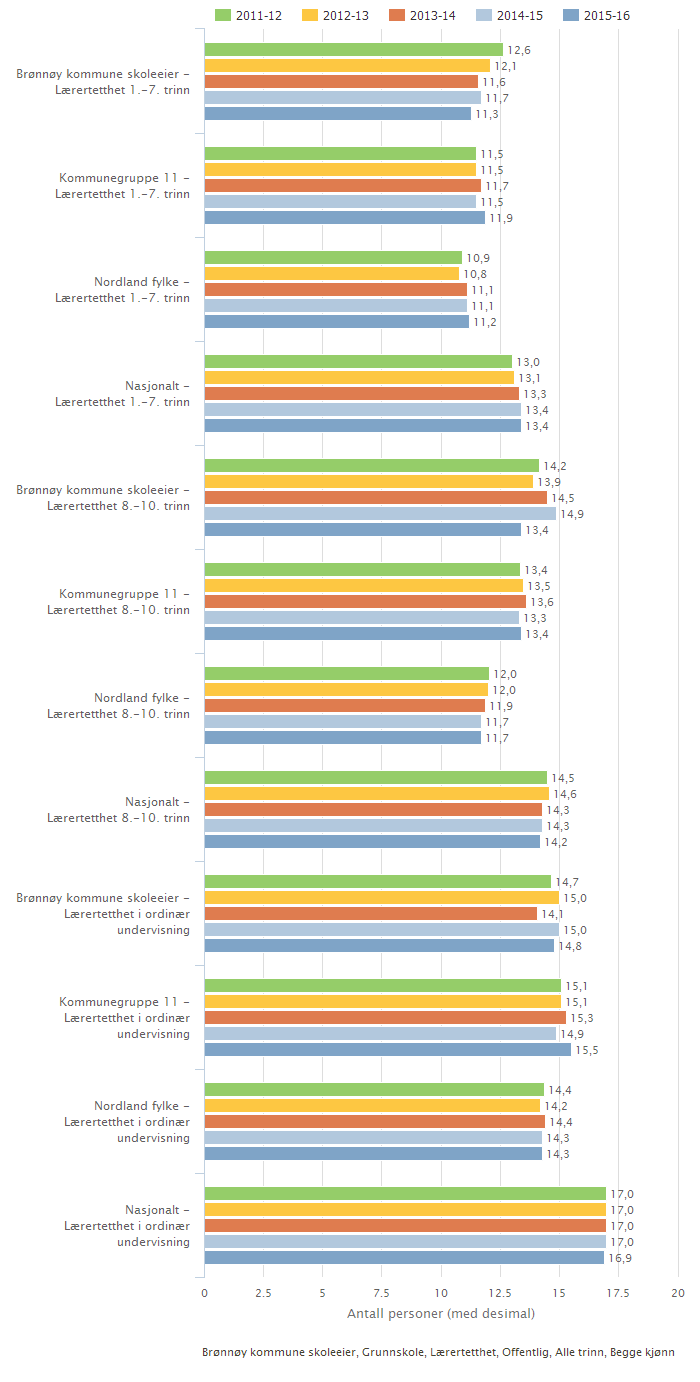 2011-12 2012-13 2013-14 2014-15 2015-16
Brønnøy kommune skoleeier -
Lærertetthet 1.-7. trinn
12,6
12,1
11,6
11,7
11,3
Kommunegruppe 11 -
Lærertetthet 1.-7. trinn
11,5
11,5
11,7
11,5
11,9
Nordland fylke -
Lærertetthet 1.-7. trinn
10,9
10,8
11,1
11,1
11,2
Nasjonalt -
Lærertetthet 1.-7. trinn
13,0
13,1
13,3
13,4
13,4
Brønnøy kommune skoleeier -
Lærertetthet 8.-10. trinn
14,2
13,9
14,5
14,9
13,4
Kommunegruppe 11 -
Lærertetthet 8.-10. trinn
13,4
13,5
13,6
13,3
13,4
Nordland fylke -
Lærertetthet 8.-10. trinn
12,0
12,0
11,9
11,7
11,7
Nasjonalt -
Lærertetthet 8.-10. trinn
14,5
14,6
14,3
14,3
14,2
Brønnøy kommune skoleeier -
Lærertetthet i ordinær
undervisning
14,7
15,0
14,1
15,0
14,8
Kommunegruppe 11 -
Lærertetthet i ordinær
undervisning
15,1
15,1
15,3
14,9
15,5
Nordland fylke -
Lærertetthet i ordinær
undervisning
14,4
14,2
14,4
14,3
14,3
Nasjonalt -
Lærertetthet i ordinær
undervisning
17,0
17,0
17,0
17,0
16,9
0 2.5 5 7.5 10 12.5 15 17.5 20
Antall personer (med desimal)
Brønnøy kommune skoleeier, Grunnskole, Lærertetthet, Offentlig, Alle trinn, Begge kjønn